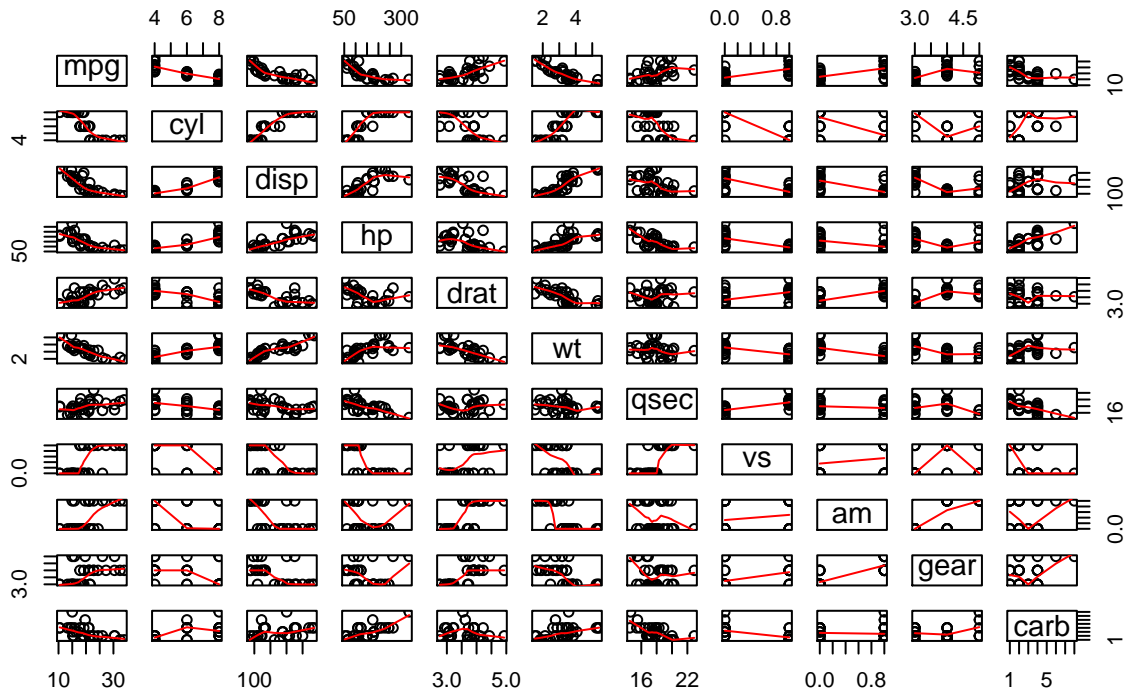 4 6 8 50 300 2 4 0.0 0.8 3.0 4.5
mpg 10
4 cyl
disp 100
50 hp
drat 3.0
2 wt
qsec 16
0.0 vs
am 0.0
3.0 gear
carb 1
10 30 100 3.0 5.0 16 22 0.0 1.0 1 5